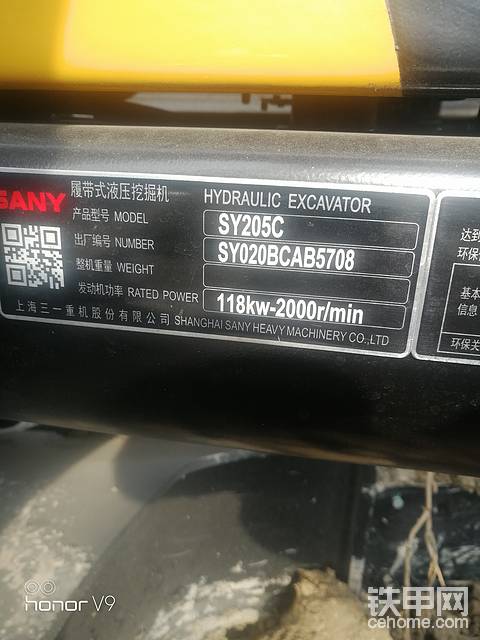 SANY
履带式液压挖掘机 HYDRAULIC EXCAVATOR
产品型号 MODEL SY205C
出厂编号 NUMBER SY020BCAB5708
整机重量 WEIGHT
发动机功率 RATED POWER 118kw-2000r/min
上海三一重机股份有限公司 SHANGHAI SANY HEAVY MACHINERY CO.,LTD
达到
环保
基本
信息
环保关
honor V9
铁甲网
cehome.com